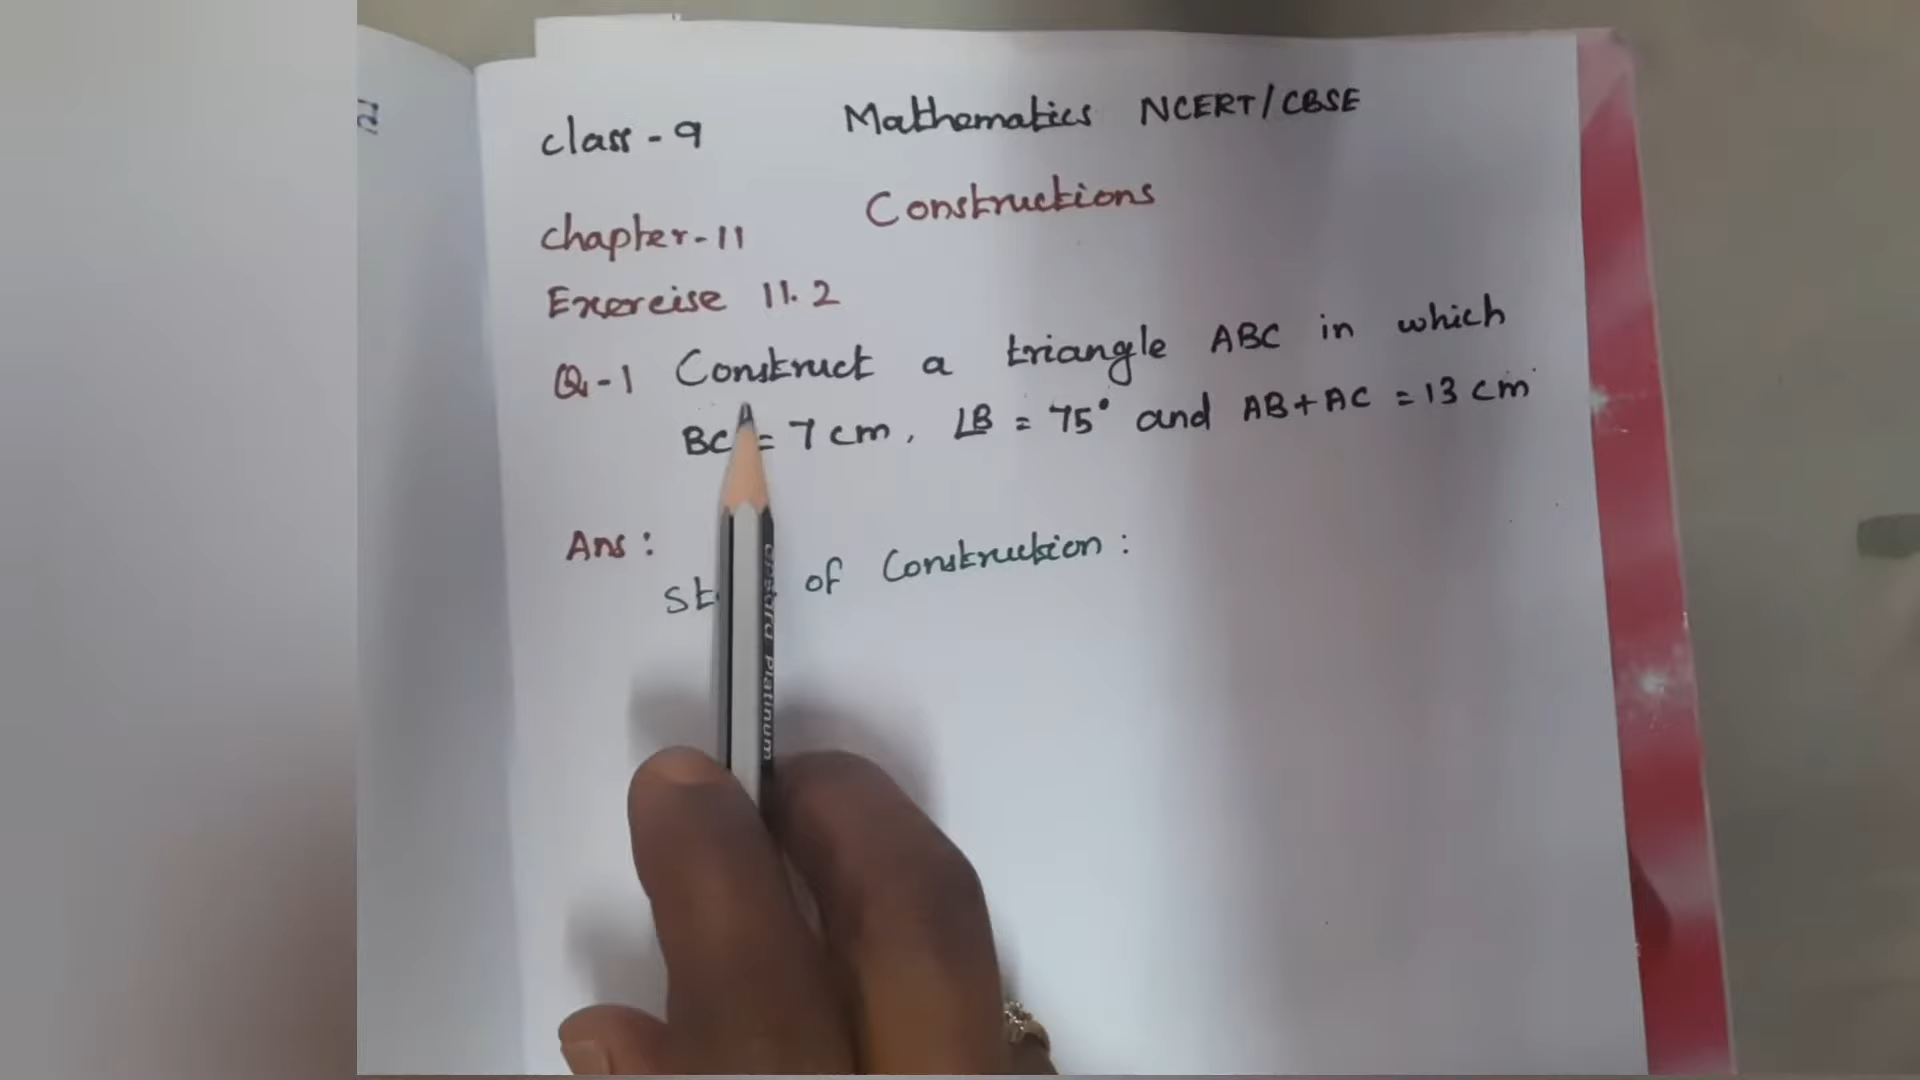 class - 9 Mathematics NCERT/CBSE
chapter-11 Constructions
Exercise 11.2
Q-1 Construct a triangle ABC in which
BC = 7 cm, ∠B = 75° and AB + AC = 13 cm
Ans:
of Construction:
Platinum